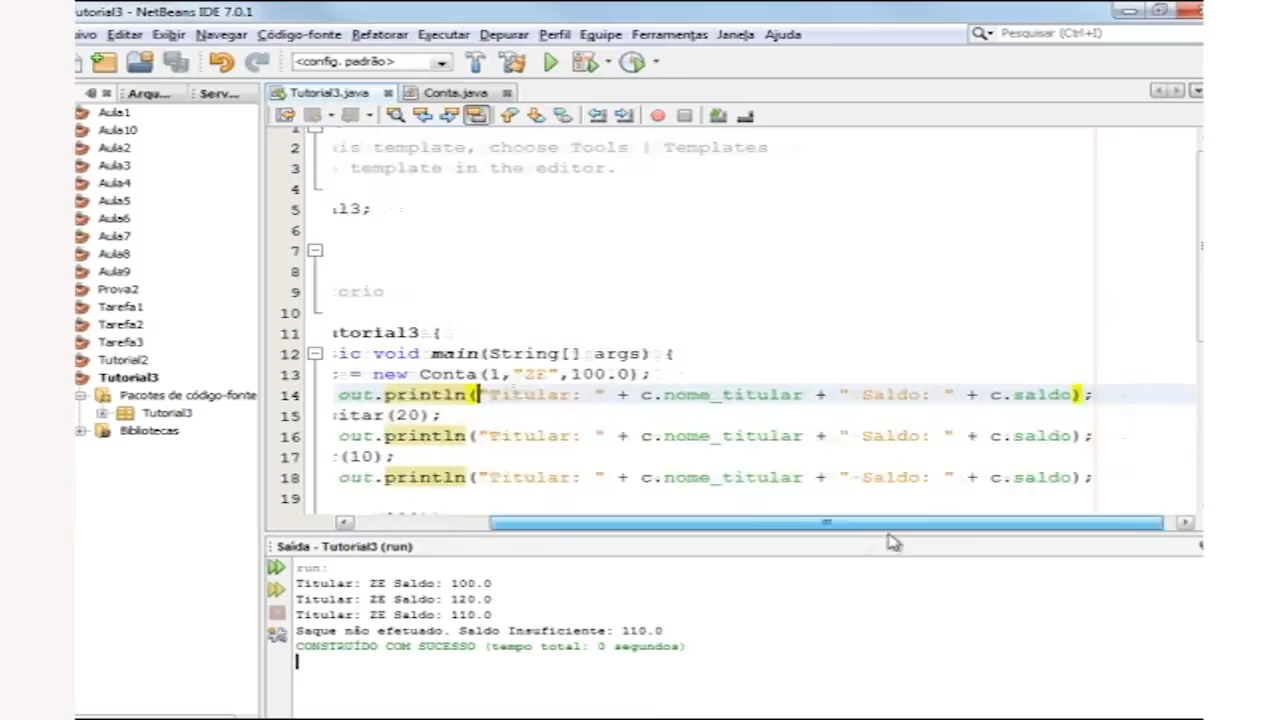 utorial3 - NetBeans IDE 7.0.1
ivo Editar Exibir Navegar Código-fonte Refatorar Executar Depurar Perfil Equipe Ferramentas Janela Ajuda
Pesquisar (Ctrl+I)
<config. padrão>
Arqu... Serv...
Tutorial3.java Conta.java
Aula1
Aula10
Aula2
Aula3
Aula4
Aula5
Aula6
Aula7
Aula8
Aula9
Prova2
Tarefa1
Tarefa2
Tarefa3
Tutorial2
Tutorial3
Pacotes de código-fonte
Tutorial3
Bibliotecas
1
2 is template, choose Tools | Templates
3 template in the editor.
4
5 l3;
6
7
8
9 orio
10
11 utorial3 {
12 ic void main(String[] args) {
13 = new Conta(1,"ZE",100.0);
14 out.println("Titular: " + c.nome_titular + " Saldo: " + c.saldo);
15 itar(20);
16 out.println("Titular: " + c.nome_titular + " Saldo: " + c.saldo);
17 (10);
18 out.println("Titular: " + c.nome_titular + " Saldo: " + c.saldo);
19
Saída - Tutorial3 (run)
run:
Titular: ZE Saldo: 100.0
Titular: ZE Saldo: 120.0
Titular: ZE Saldo: 110.0
Saque não efetuado. Saldo Insuficiente: 110.0
CONSTRUÍDO COM SUCESSO (tempo total: 0 segundos)